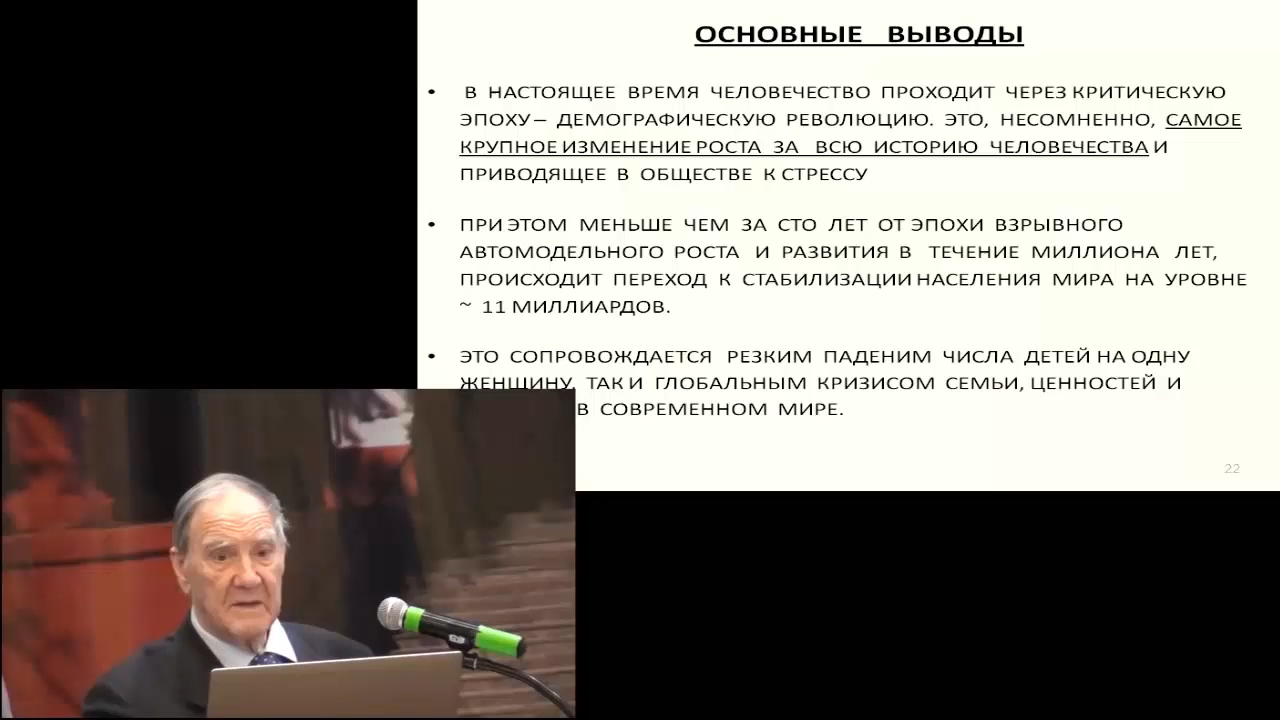 ОСНОВНЫЕ ВЫВОДЫ
• В НАСТОЯЩЕЕ ВРЕМЯ ЧЕЛОВЕЧЕСТВО ПРОХОДИТ ЧЕРЕЗ КРИТИЧЕСКУЮ
ЭПОХУ – ДЕМОГРАФИЧЕСКУЮ РЕВОЛЮЦИЮ. ЭТО, НЕСОМНЕННО, САМОЕ
КРУПНОЕ ИЗМЕНЕНИЕ РОСТА ЗА ВСЮ ИСТОРИЮ ЧЕЛОВЕЧЕСТВА И
ПРИВОДЯЩЕЕ В ОБЩЕСТВЕ К СТРЕССУ
• ПРИ ЭТОМ МЕНЬШЕ ЧЕМ ЗА СТО ЛЕТ ОТ ЭПОХИ ВЗРЫВНОГО
АВТОМОДЕЛЬНОГО РОСТА И РАЗВИТИЯ В ТЕЧЕНИЕ МИЛЛИОНА ЛЕТ,
ПРОИСХОДИТ ПЕРЕХОД К СТАБИЛИЗАЦИИ НАСЕЛЕНИЯ МИРА НА УРОВНЕ
~ 11 МИЛЛИАРДОВ.
• ЭТО СОПРОВОЖДАЕТСЯ РЕЗКИМ ПАДЕНИМ ЧИСЛА ДЕТЕЙ НА ОДНУ
ЖЕНЩИНУ, ТАК И ГЛОБАЛЬНЫМ КРИЗИСОМ СЕМЬИ, ЦЕННОСТЕЙ И
В СОВРЕМЕННОМ МИРЕ.
22